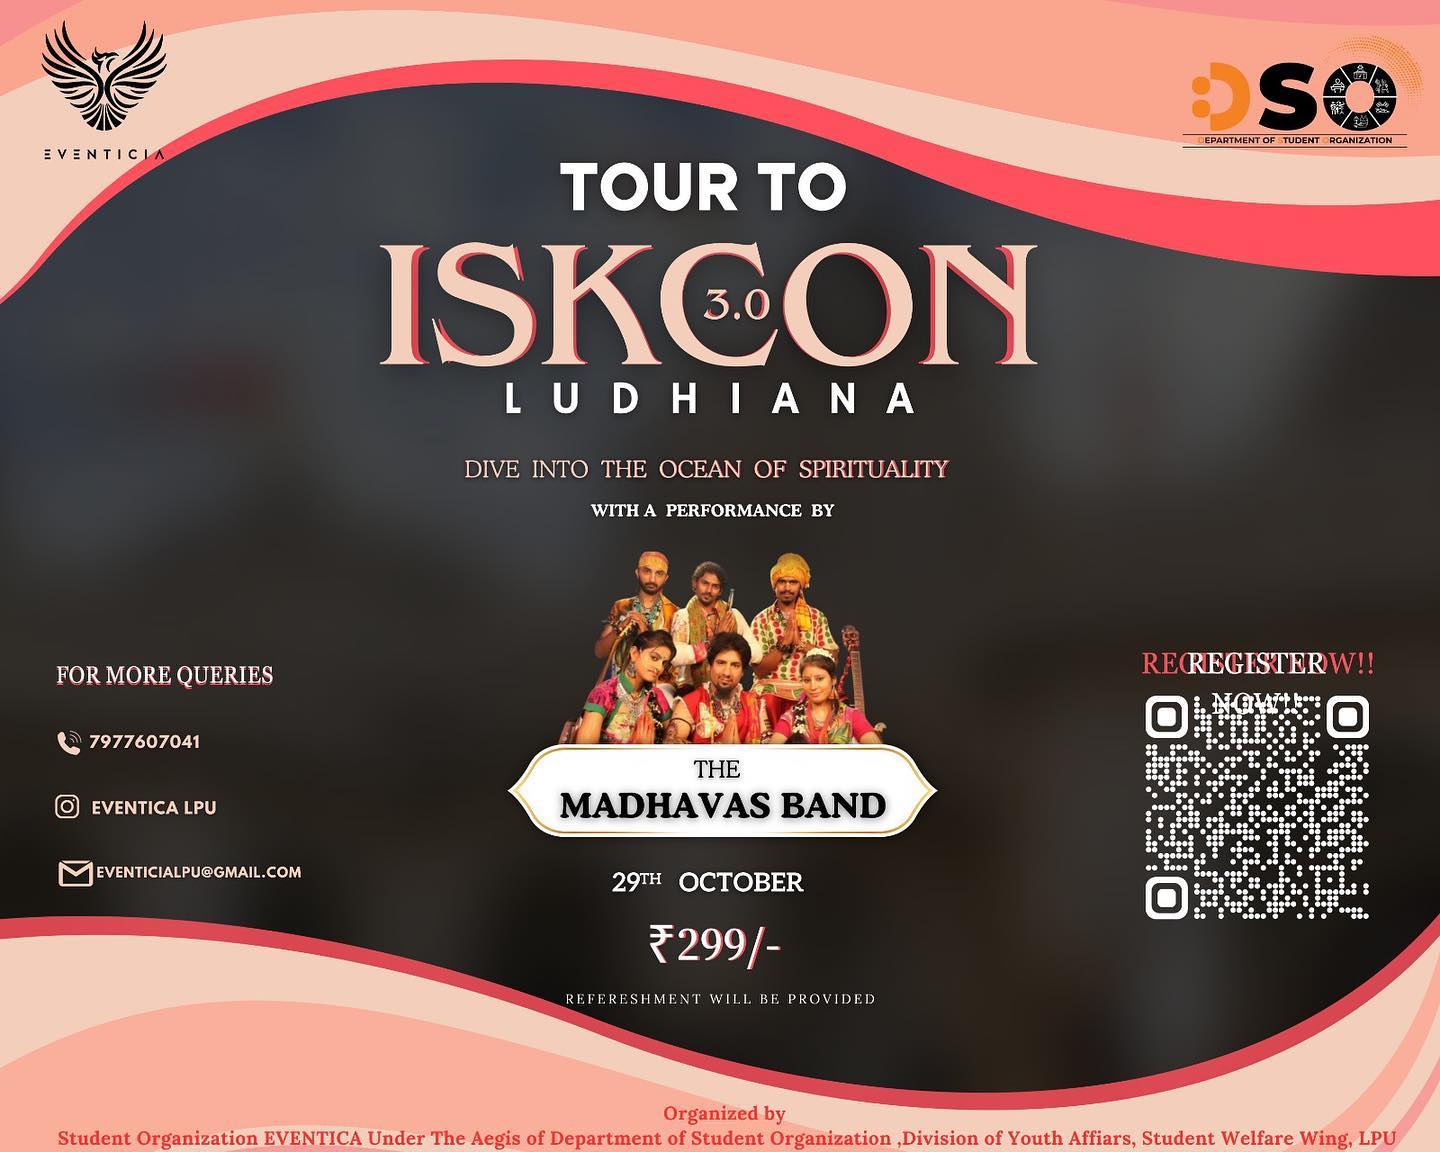 EVENTICIA
DSO
DEPARTMENT OF STUDENT ORGANIZATION
TOUR TO
ISKCON
3.0
LUDHIANA
DIVE INTO THE OCEAN OF SPIRITUALITY
WITH A PERFORMANCE BY
THE
MADHAVAS BAND
29TH OCTOBER
₹299/-
REFERESHMENT WILL BE PROVIDED
FOR MORE QUERIES
7977607041
EVENTICA LPU
EVENTICIALPU@GMAIL.COM
REGISTER NOW!!
REGISTER
NOW!!
Organized by
Student Organization EVENTICA Under The Aegis of Department of Student Organization ,Division of Youth Affiars, Student Welfare Wing, LPU